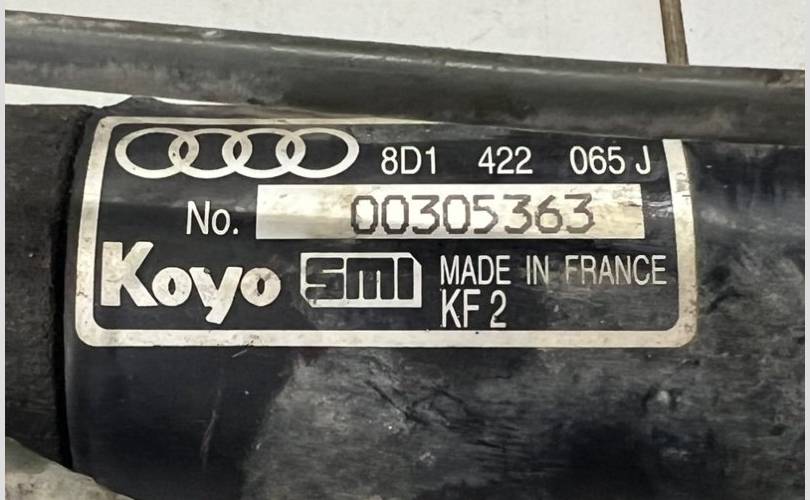 8D1 422 065 J
No. 00305363
Koyo SMI MADE IN FRANCE
KF 2